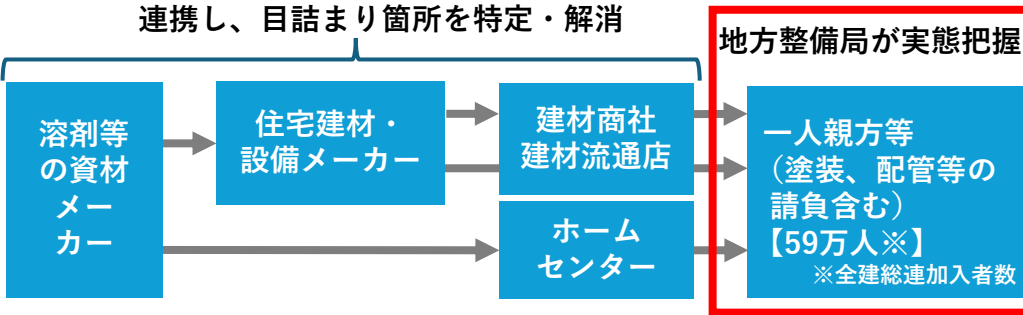 連携し、目詰まり箇所を特定・解消
地方整備局が実態把握
溶剤等
の資材
メー
カー
住宅建材・
設備メーカー
建材商社
建材流通店
ホーム
センター
一人親方等
（塗装、配管等の
請負含む）
【59万人※】
※全建総連加入者数